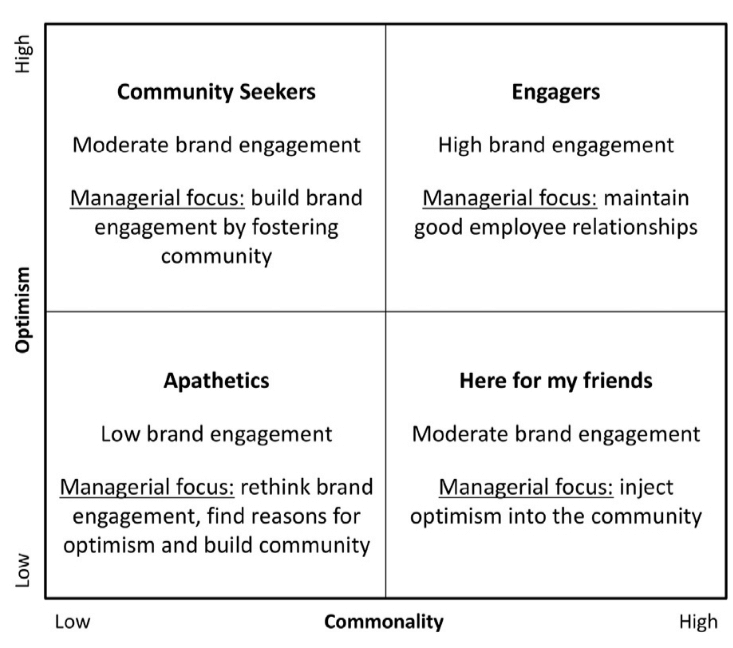 High
Community Seekers
Moderate brand engagement
Managerial focus: build brand
engagement by fostering
community
Engagers
High brand engagement
Managerial focus: maintain
good employee relationships
Optimism
Apathetics
Low brand engagement
Managerial focus: rethink brand
engagement, find reasons for
optimism and build community
Here for my friends
Moderate brand engagement
Managerial focus: inject
optimism into the community
Low
Low
Commonality
High